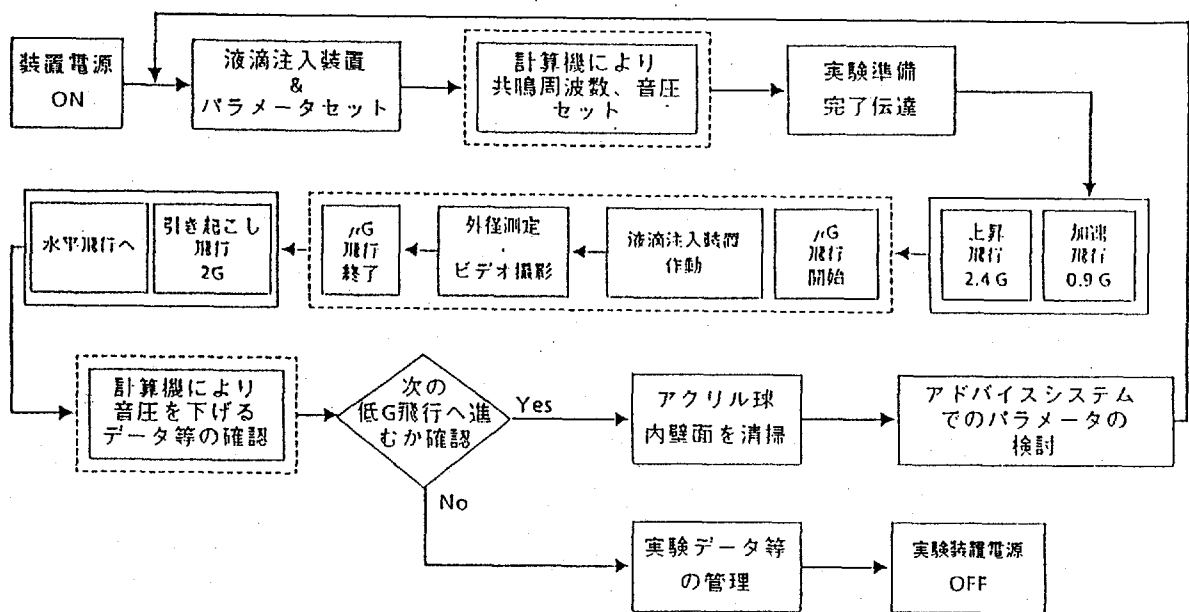 装置電源
ON
液滴注入装置
&
パラメータセット
計算機により
共鳴周波数、音圧
セット
実験準備
完了伝達
加速
飛行
0.9 G
上昇
飛行
2.4 G
μG
飛行
開始
液滴注入装置
作動
外径測定
・
ビデオ撮影
μG
飛行
終了
引き起こし
飛行
2G
水平飛行へ
計算機により
音圧を下げる
データ等の確認
次の
低G飛行へ進
むか確認
Yes
アクリル球
内壁面を清掃
アドバイスシステム
でのパラメータの
検討
No
実験データ等
の管理
実験装置電源
OFF